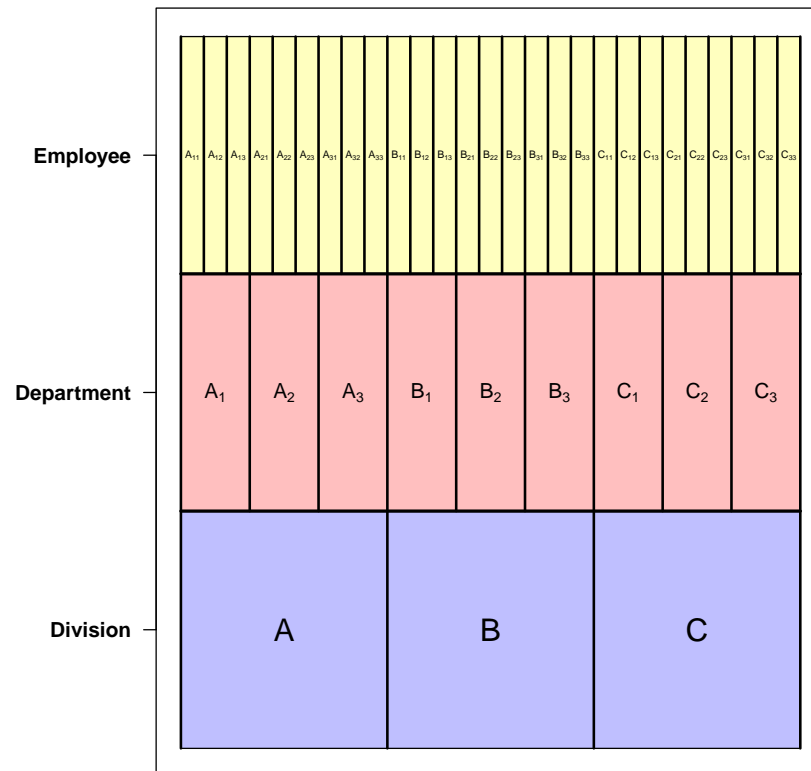 Employee
A₁₁ A₁₂ A₁₃ A₂₁ A₂₂ A₂₃ A₃₁ A₃₂ A₃₃ B₁₁ B₁₂ B₁₃ B₂₁ B₂₂ B₂₃ B₃₁ B₃₂ B₃₃ C₁₁ C₁₂ C₁₃ C₂₁ C₂₂ C₂₃ C₃₁ C₃₂ C₃₃
Department
A₁ A₂ A₃ B₁ B₂ B₃ C₁ C₂ C₃
Division
A B C